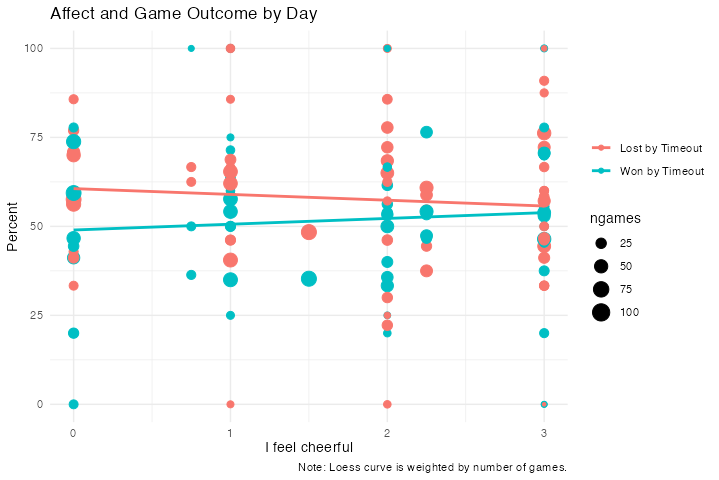 Affect and Game Outcome by Day
Percent
100
75
50
25
0
0 1 2 3
I feel cheerful
Lost by Timeout
Won by Timeout
ngames
25
50
75
100
Note: Loess curve is weighted by number of games.